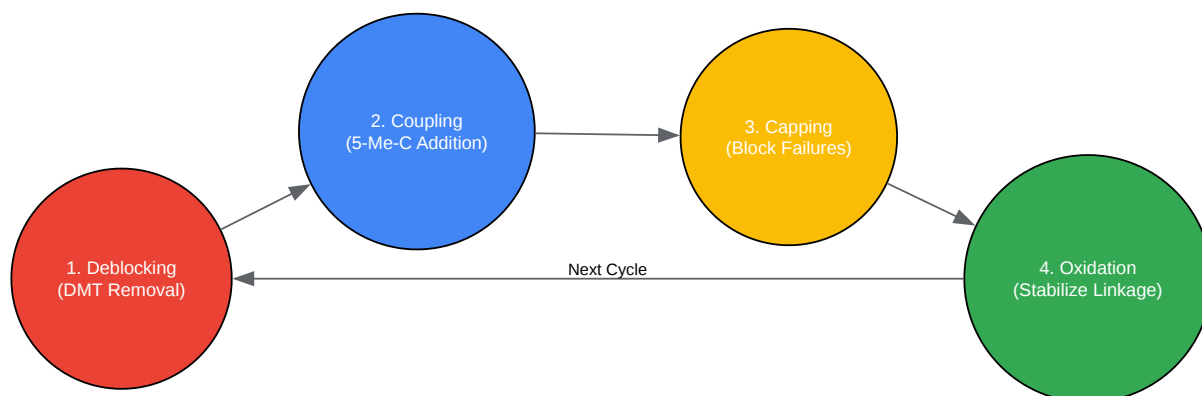 1. Deblocking
(DMT Removal)
2. Coupling
(5-Me-C Addition)
3. Capping
(Block Failures)
4. Oxidation
(Stabilize Linkage)
Next Cycle